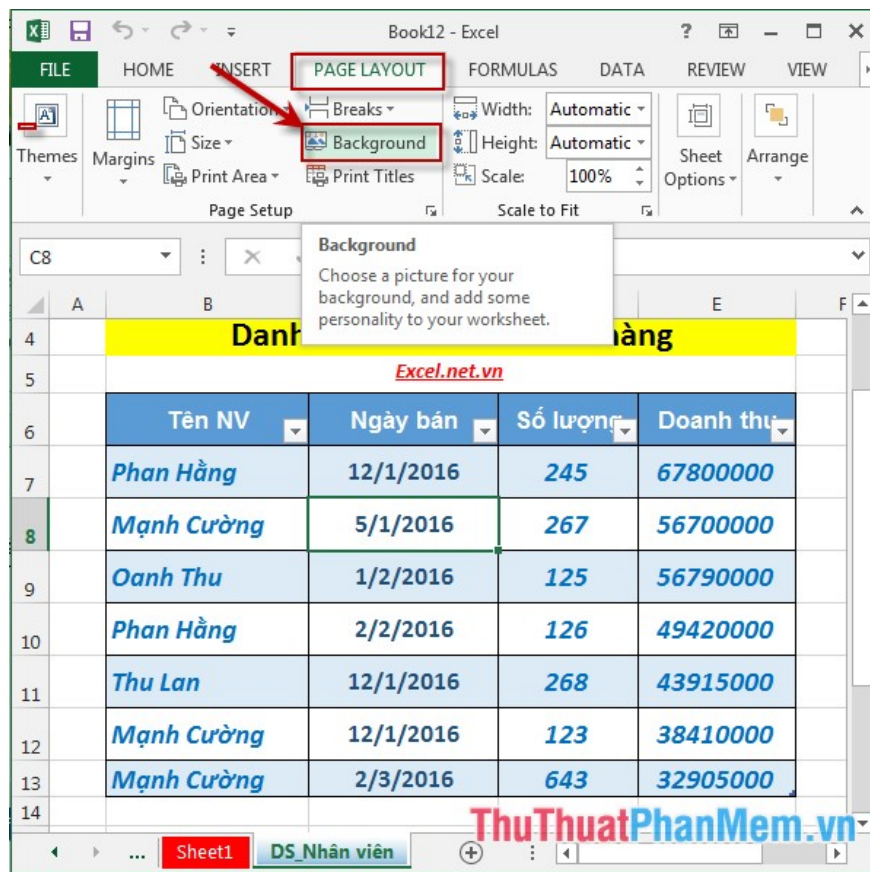 Book12 - Excel
FILE HOME INSERT PAGE LAYOUT FORMULAS DATA REVIEW VIEW
Orientation Breaks Width: Automatic
Size Background Height: Automatic
Themes Margins Print Area Print Titles Scale: 100% Sheet Options Arrange
Page Setup Scale to Fit
C8
Background
Choose a picture for your
background, and add some
personality to your worksheet.
A B E F
4 Danh àng
5 Excel.net.vn
6 Tên NV Ngày bán Số lượng Doanh thu
7 Phan Hằng 12/1/2016 245 67800000
8 Mạnh Cường 5/1/2016 267 56700000
9 Oanh Thu 1/2/2016 125 56790000
10 Phan Hằng 2/2/2016 126 49420000
11 Thu Lan 12/1/2016 268 43915000
12 Mạnh Cường 12/1/2016 123 38410000
13 Mạnh Cường 2/3/2016 643 32905000
14
ThuThuatPhanMem.vn
... Sheet1 DS_Nhân viên